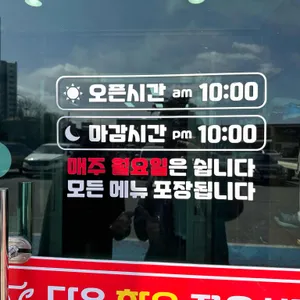 오픈시간 am 10:00
마감시간 pm 10:00
매주 월요일은 쉽니다
모든 메뉴 포장됩니다